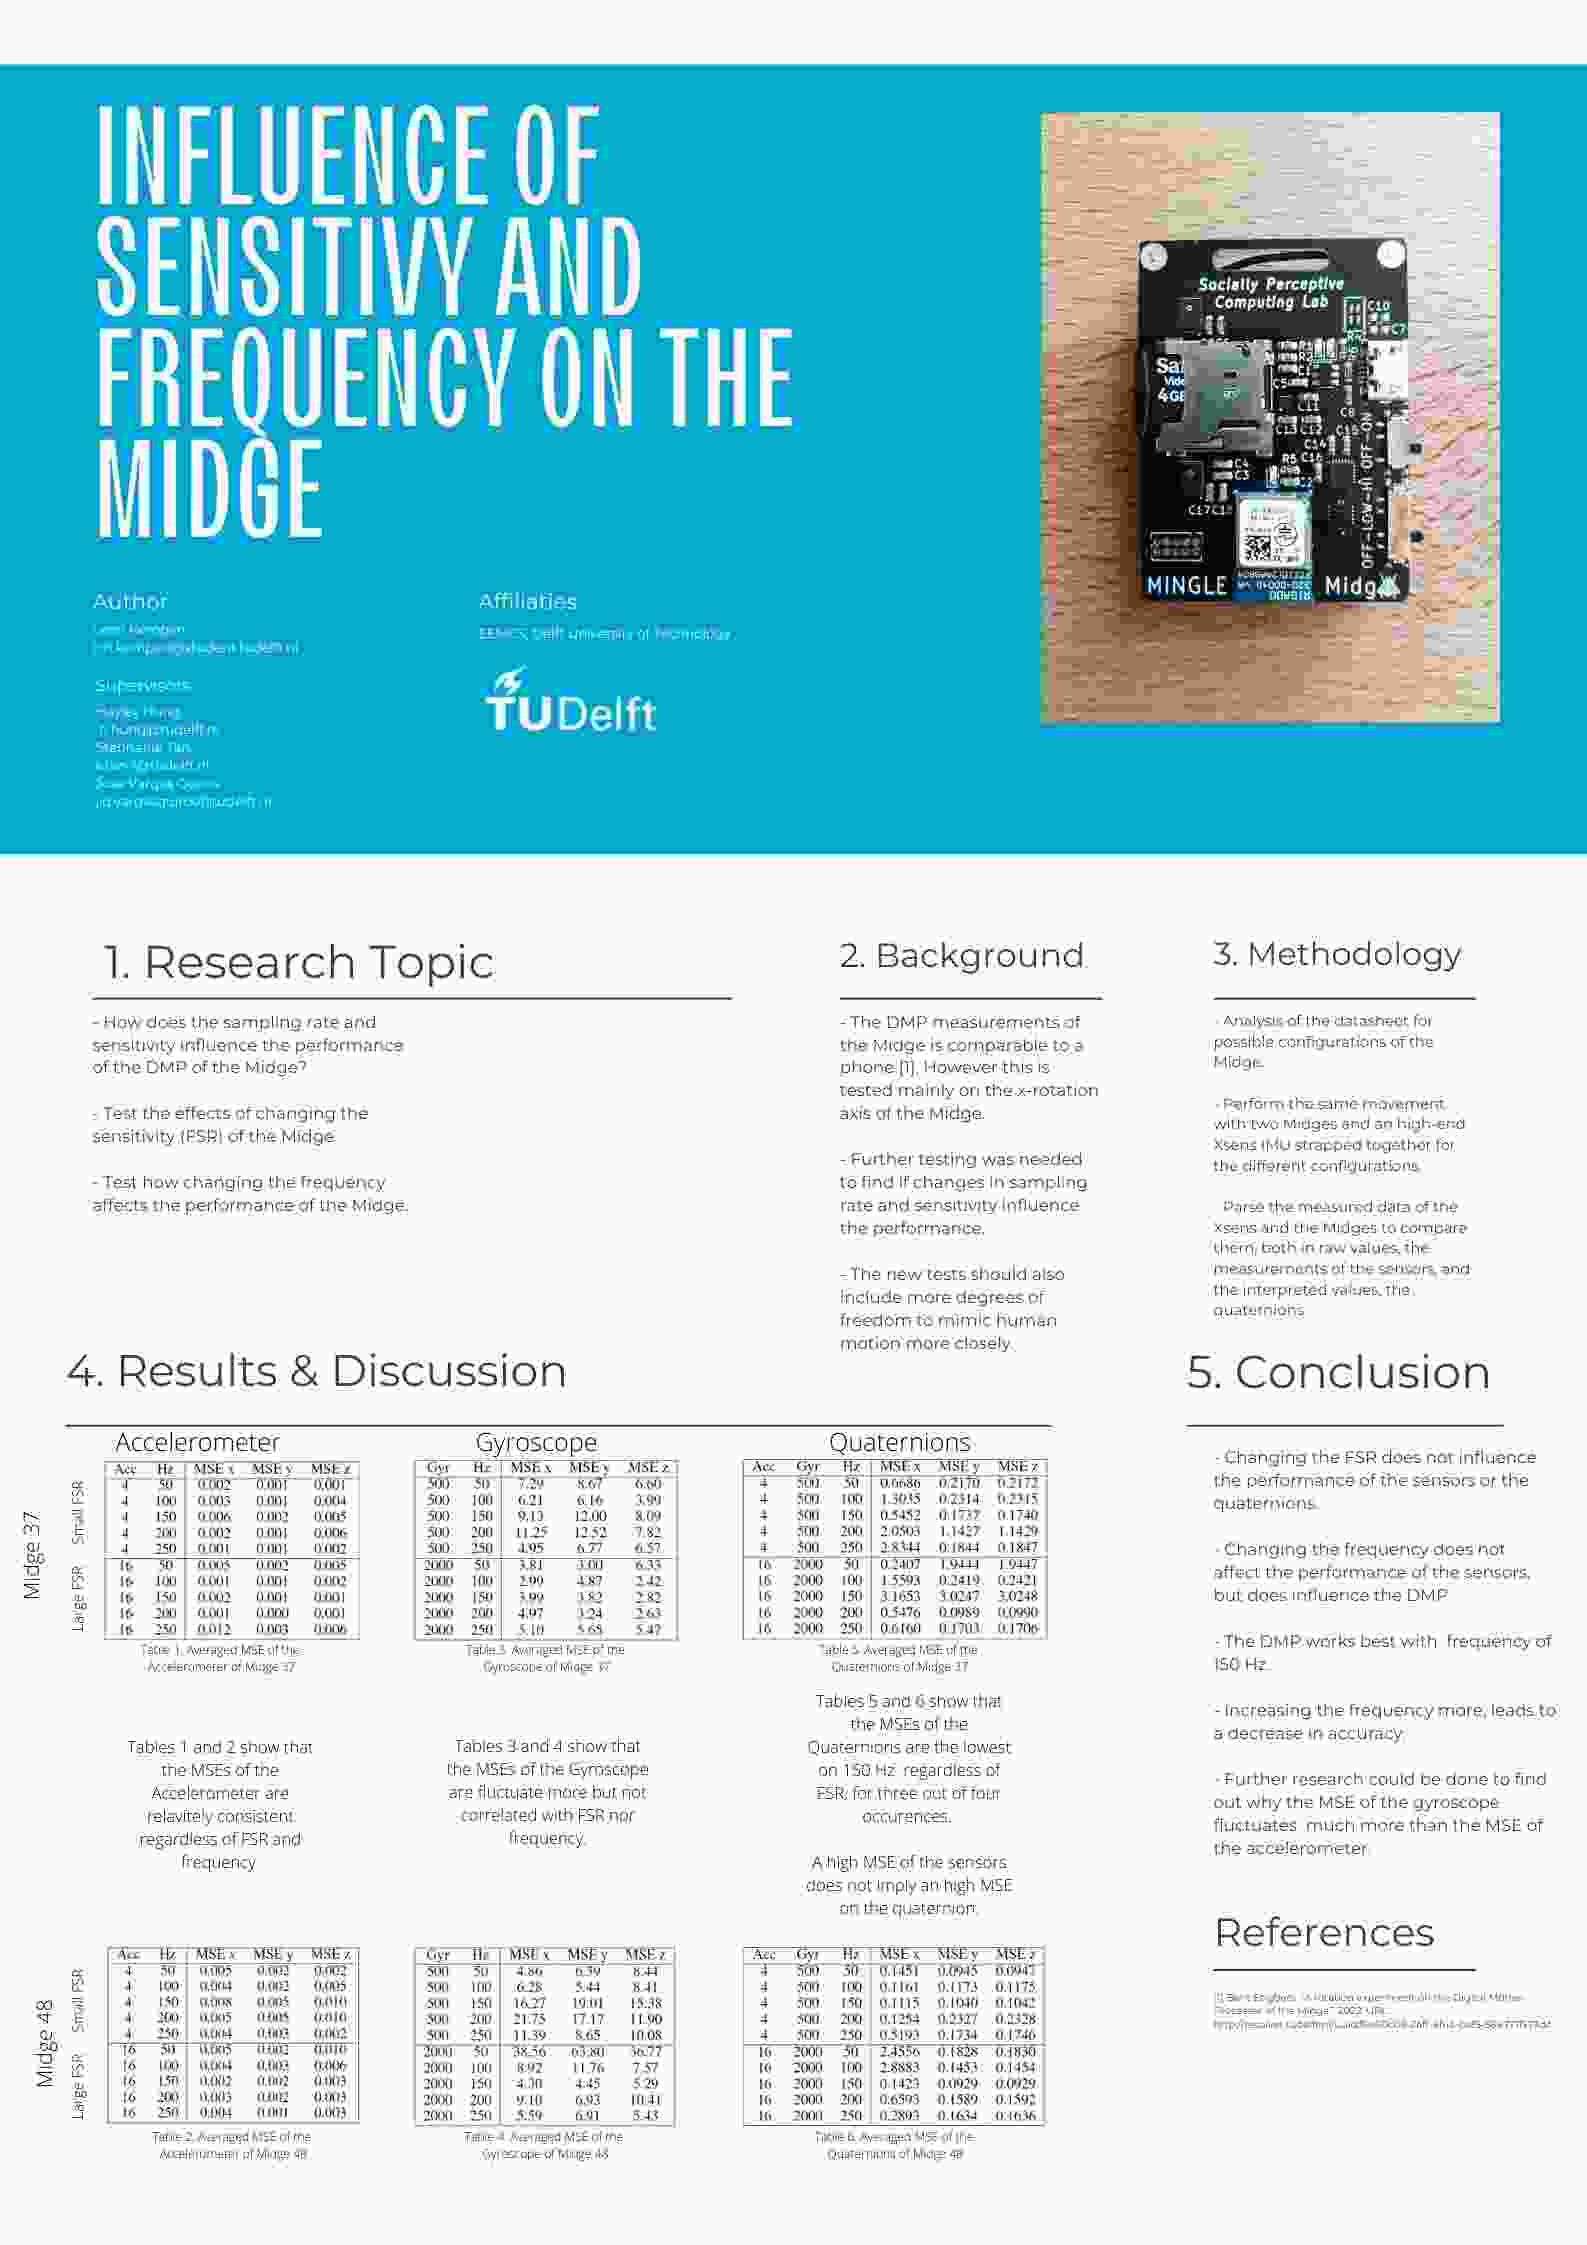 INFLUENCE OF
SENSITIVY AND
FREQUENCY ON THE
MIDGE
Author
Supervisors
Hayley Hung
Stephanie Tan
Affiliaties
EEMCS, Delft University of Technology
TUDelft
Socially Perceptive
Computing Lab
C10
C7
4GB
C17
MINGLE
OFF-LOW-HI OFF-ON
1. Research Topic
- How does the sampling rate and
sensitivity influence the performance
of the DMP of the Midge?
- Test the effects of changing the
sensitivity (FSR) of the Midge
- Test how changing the frequency
affects the performance of the Midge.
2. Background
- The DMP measurements of
the Midge is comparable to a
phone [1]. However this is
tested mainly on the x-rotation
axis of the Midge.
- Further testing was needed
to find if changes in sampling
rate and sensitivity influence
the performance.
- The new tests should also
include more degrees of
freedom to mimic human
motion more closely.
3. Methodology
- Analysis of the datasheet for
possible configurations of the
Midge.
- Perform the same movement
with two Midges and an high-end
Xsens IMU strapped together for
the different configurations.
- Parse the measured data of the
Xsens and the Midges to compare
them, both in raw values, the
measurements of the sensors, and
the interpreted values, the
quaternions
4. Results & Discussion
Midge 37
Small FSR
Large FSR
Accelerometer
Acc Hz MSE x MSE y MSE z
4 50 0.002 0.001 0.001
4 100 0.003 0.001 0.004
4 150 0.006 0.002 0.005
4 200 0.002 0.001 0.006
4 250 0.001 0.001 0.002
16 50 0.005 0.002 0.005
16 100 0.001 0.001 0.002
16 150 0.002 0.001 0.001
16 200 0.001 0.000 0.001
16 250 0.012 0.003 0.006
Table 1. Averaged MSE of the
Accelerometer of Midge 37
Gyroscope
Gyr Hz MSE x MSE y MSE z
500 50 7.29 8.67 6.60
500 100 6.21 6.16 3.99
500 150 9.13 12.00 8.09
500 200 11.25 12.52 7.82
500 250 4.95 6.77 6.57
2000 50 3.81 3.00 6.33
2000 100 2.99 4.87 2.42
2000 150 3.99 3.82 2.82
2000 200 4.97 3.24 2.63
2000 250 5.10 5.65 5.47
Table 3. Averaged MSE of the
Gyroscope of Midge 37
Quaternions
Acc Gyr Hz MSE x MSE y MSE z
4 500 50 0.6686 0.2170 0.2172
4 500 100 1.3035 0.2314 0.2315
4 500 150 0.5452 0.1737 0.1740
4 500 200 2.0503 1.1427 1.1429
4 500 250 2.8344 0.1844 0.1847
16 2000 50 0.2407 1.9444 1.9447
16 2000 100 1.5593 0.2419 0.2421
16 2000 150 3.1653 3.0247 3.0248
16 2000 200 0.5476 0.0989 0.0990
16 2000 250 0.6160 0.1703 0.1706
Table 5. Averaged MSE of the
Quaternions of Midge 37
Tables 1 and 2 show that
the MSEs of the
Accelerometer are
relavitely consistent
regardless of FSR and
frequency
Tables 3 and 4 show that
the MSEs of the Gyroscope
are fluctuate more but not
correlated with FSR nor
frequency.
Tables 5 and 6 show that
the MSEs of the
Quaternions are the lowest
on 150 Hz regardless of
FSR, for three out of four
occurences.
A high MSE of the sensors
does not imply an high MSE
on the quaternion.
Midge 48
Small FSR
Large FSR
Acc Hz MSE x MSE y MSE z
4 50 0.005 0.002 0.002
4 100 0.004 0.002 0.005
4 150 0.008 0.005 0.010
4 200 0.005 0.005 0.010
4 250 0.004 0.003 0.002
16 50 0.005 0.002 0.010
16 100 0.004 0.003 0.006
16 150 0.002 0.002 0.003
16 200 0.003 0.002 0.003
16 250 0.004 0.001 0.003
Table 2. Averaged MSE of the
Accelerometer of Midge 48
Gyr Hz MSE x MSE y MSE z
500 50 4.86 6.59 8.44
500 100 6.28 5.44 8.41
500 150 16.27 19.01 15.38
500 200 21.75 17.17 11.90
500 250 11.39 8.65 10.08
2000 50 38.56 63.80 36.77
2000 100 8.92 11.76 7.57
2000 150 4.30 4.45 5.29
2000 200 9.10 6.93 10.41
2000 250 5.59 6.91 5.43
Table 4. Averaged MSE of the
Gyroscope of Midge 48
Acc Gyr Hz MSE x MSE y MSE z
4 500 50 0.1451 0.0945 0.0947
4 500 100 0.1161 0.1173 0.1175
4 500 150 0.1115 0.1040 0.1042
4 500 200 0.1254 0.2327 0.2328
4 500 250 0.5193 0.1734 0.1746
16 2000 50 2.4556 0.1828 0.1830
16 2000 100 2.8883 0.1453 0.1454
16 2000 150 0.1423 0.0929 0.0929
16 2000 200 0.6593 0.1589 0.1592
16 2000 250 0.2803 0.1634 0.1636
Table 6. Averaged MSE of the
Quaternions of Midge 48
5. Conclusion
- Changing the FSR does not influence
the performance of the sensors or the
quaternions.
- Changing the frequency does not
affect the performance of the sensors,
but does influence the DMP
- The DMP works best with frequency of
150 Hz.
- Increasing the frequency more, leads to
a decrease in accuracy
- Further research could be done to find
out why the MSE of the gyroscope
fluctuates much more than the MSE of
the accelerometer.
References
"A rotation experiment on the Digital Motion
Processor of the Midge" 2022 URL: